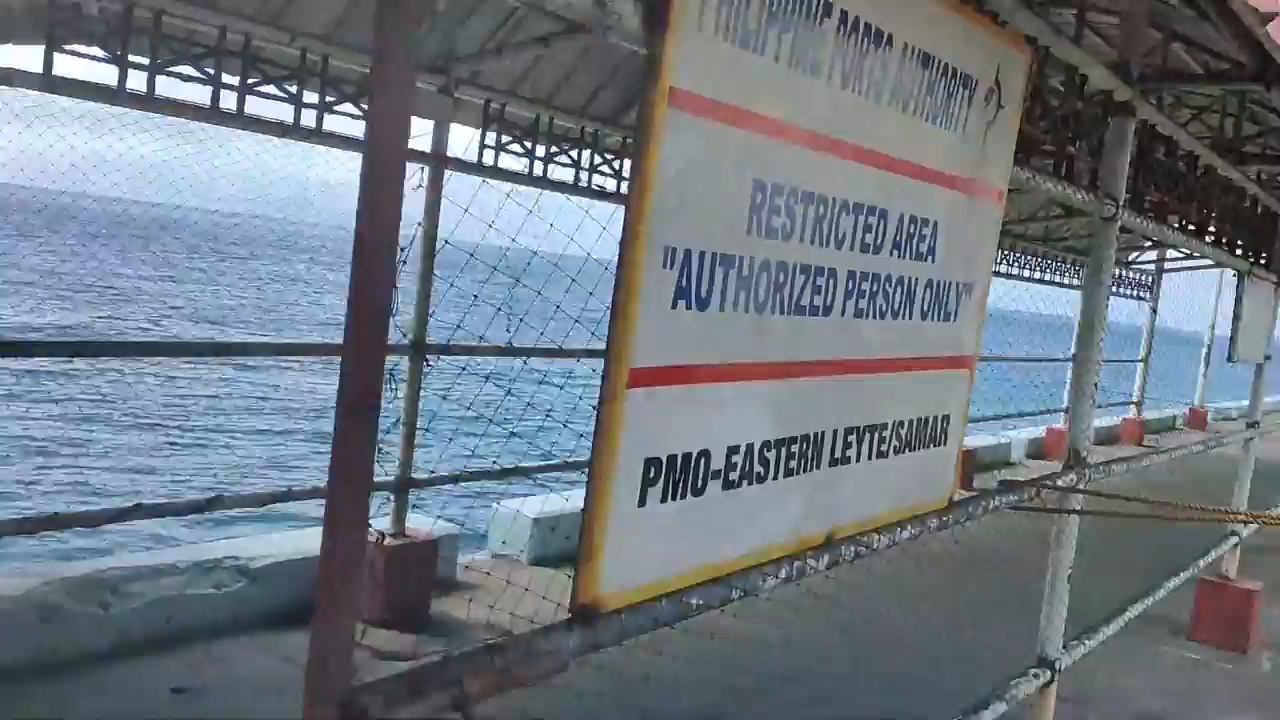 PHILIPPINE PORTS AUTHORITY
RESTRICTED AREA
"AUTHORIZED PERSON ONLY"
PMO-EASTERN LEYTE/SAMAR